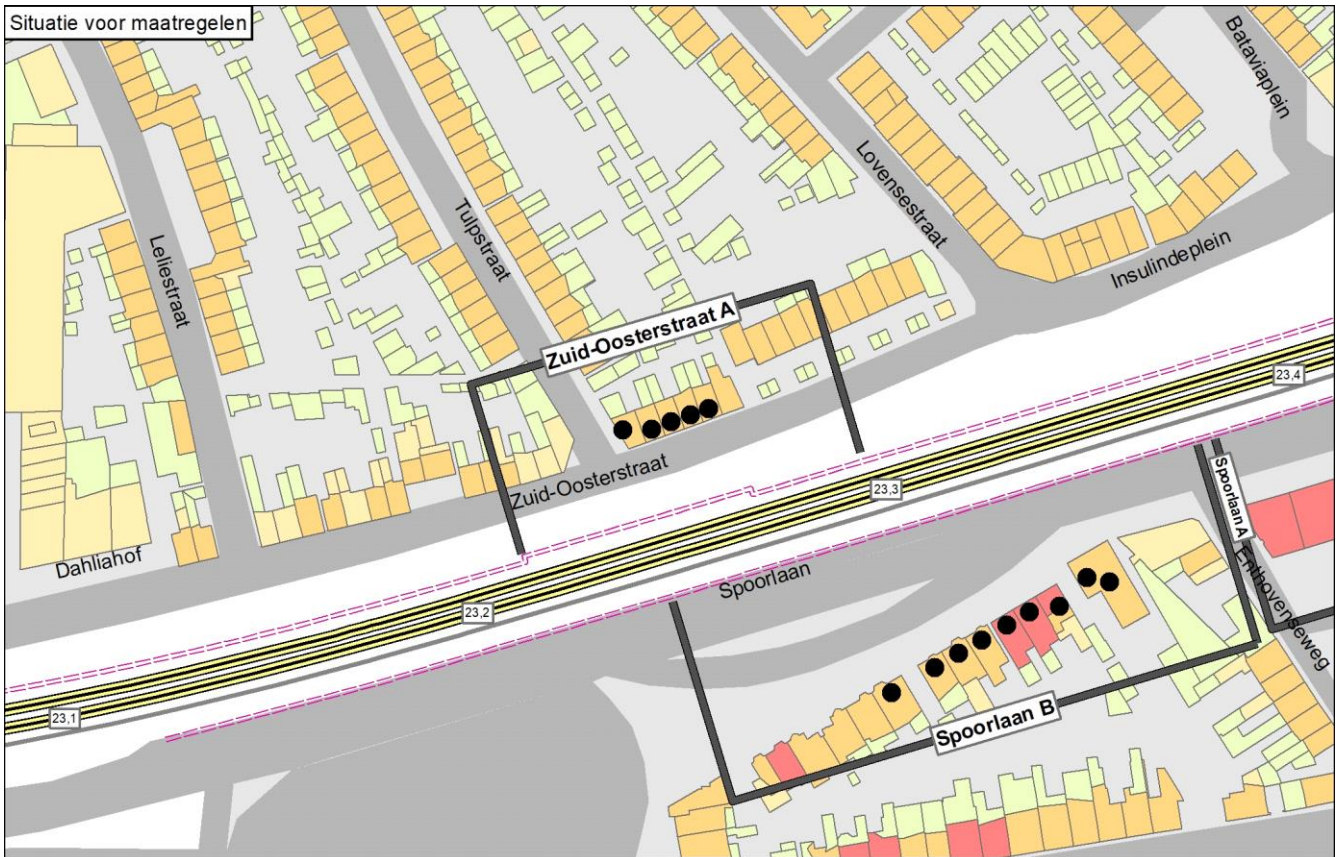 Situatie voor maatregelen
Bataviaplein
Lovensestraat
Tulpstraat
Leliestraat
Insulindeplein
Zuid-Oosterstraat A
23,4
Zuid-Oosterstraat
23,3
Spoorlaan A
Dahliahof
Spoorlaan
Enthovenseweg
23,2
Spoorlaan B
23,1